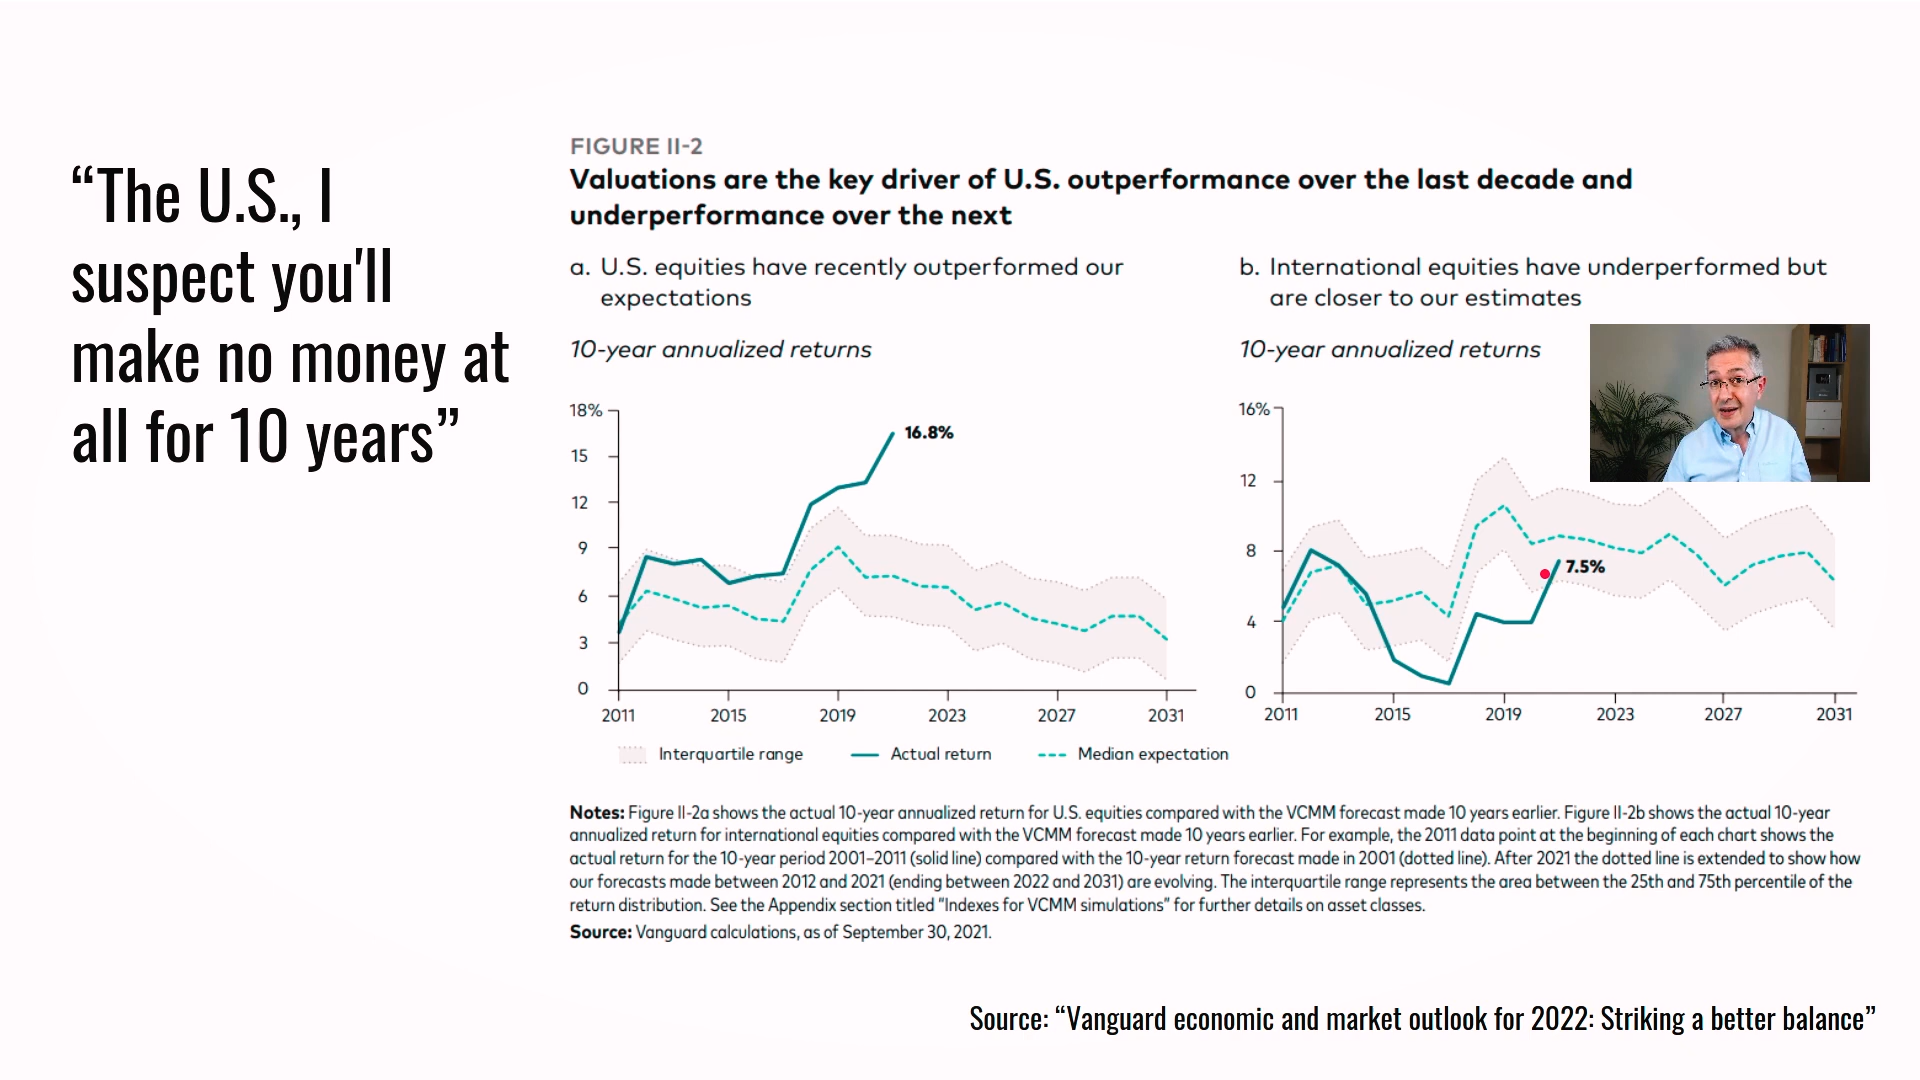 “The U.S., I
suspect you'll
make no money at
all for 10 years”
FIGURE II-2
Valuations are the key driver of U.S. outperformance over the last decade and
underperformance over the next
a. U.S. equities have recently outperformed our
expectations
10-year annualized returns
18%
15
12
9
6
3
0
16.8%
2011 2015 2019 2023 2027 2031
b. International equities have underperformed but
are closer to our estimates
10-year annualized returns
16%
12
8
4
0
7.5%
2011 2015 2019 2023 2027 2031
Interquartile range Actual return Median expectation
Notes: Figure II-2a shows the actual 10-year annualized return for U.S. equities compared with the VCMM forecast made 10 years earlier. Figure II-2b shows the actual 10-year
annualized return for international equities compared with the VCMM forecast made 10 years earlier. For example, the 2011 data point at the beginning of each chart shows the
actual return for the 10-year period 2001–2011 (solid line) compared with the 10-year return forecast made in 2001 (dotted line). After 2021 the dotted line is extended to show how
our forecasts made between 2012 and 2021 (ending between 2022 and 2031) are evolving. The interquartile range represents the area between the 25th and 75th percentile of the
return distribution. See the Appendix section titled “Indexes for VCMM simulations” for further details on asset classes.
Source: Vanguard calculations, as of September 30, 2021.
Source: “Vanguard economic and market outlook for 2022: Striking a better balance”